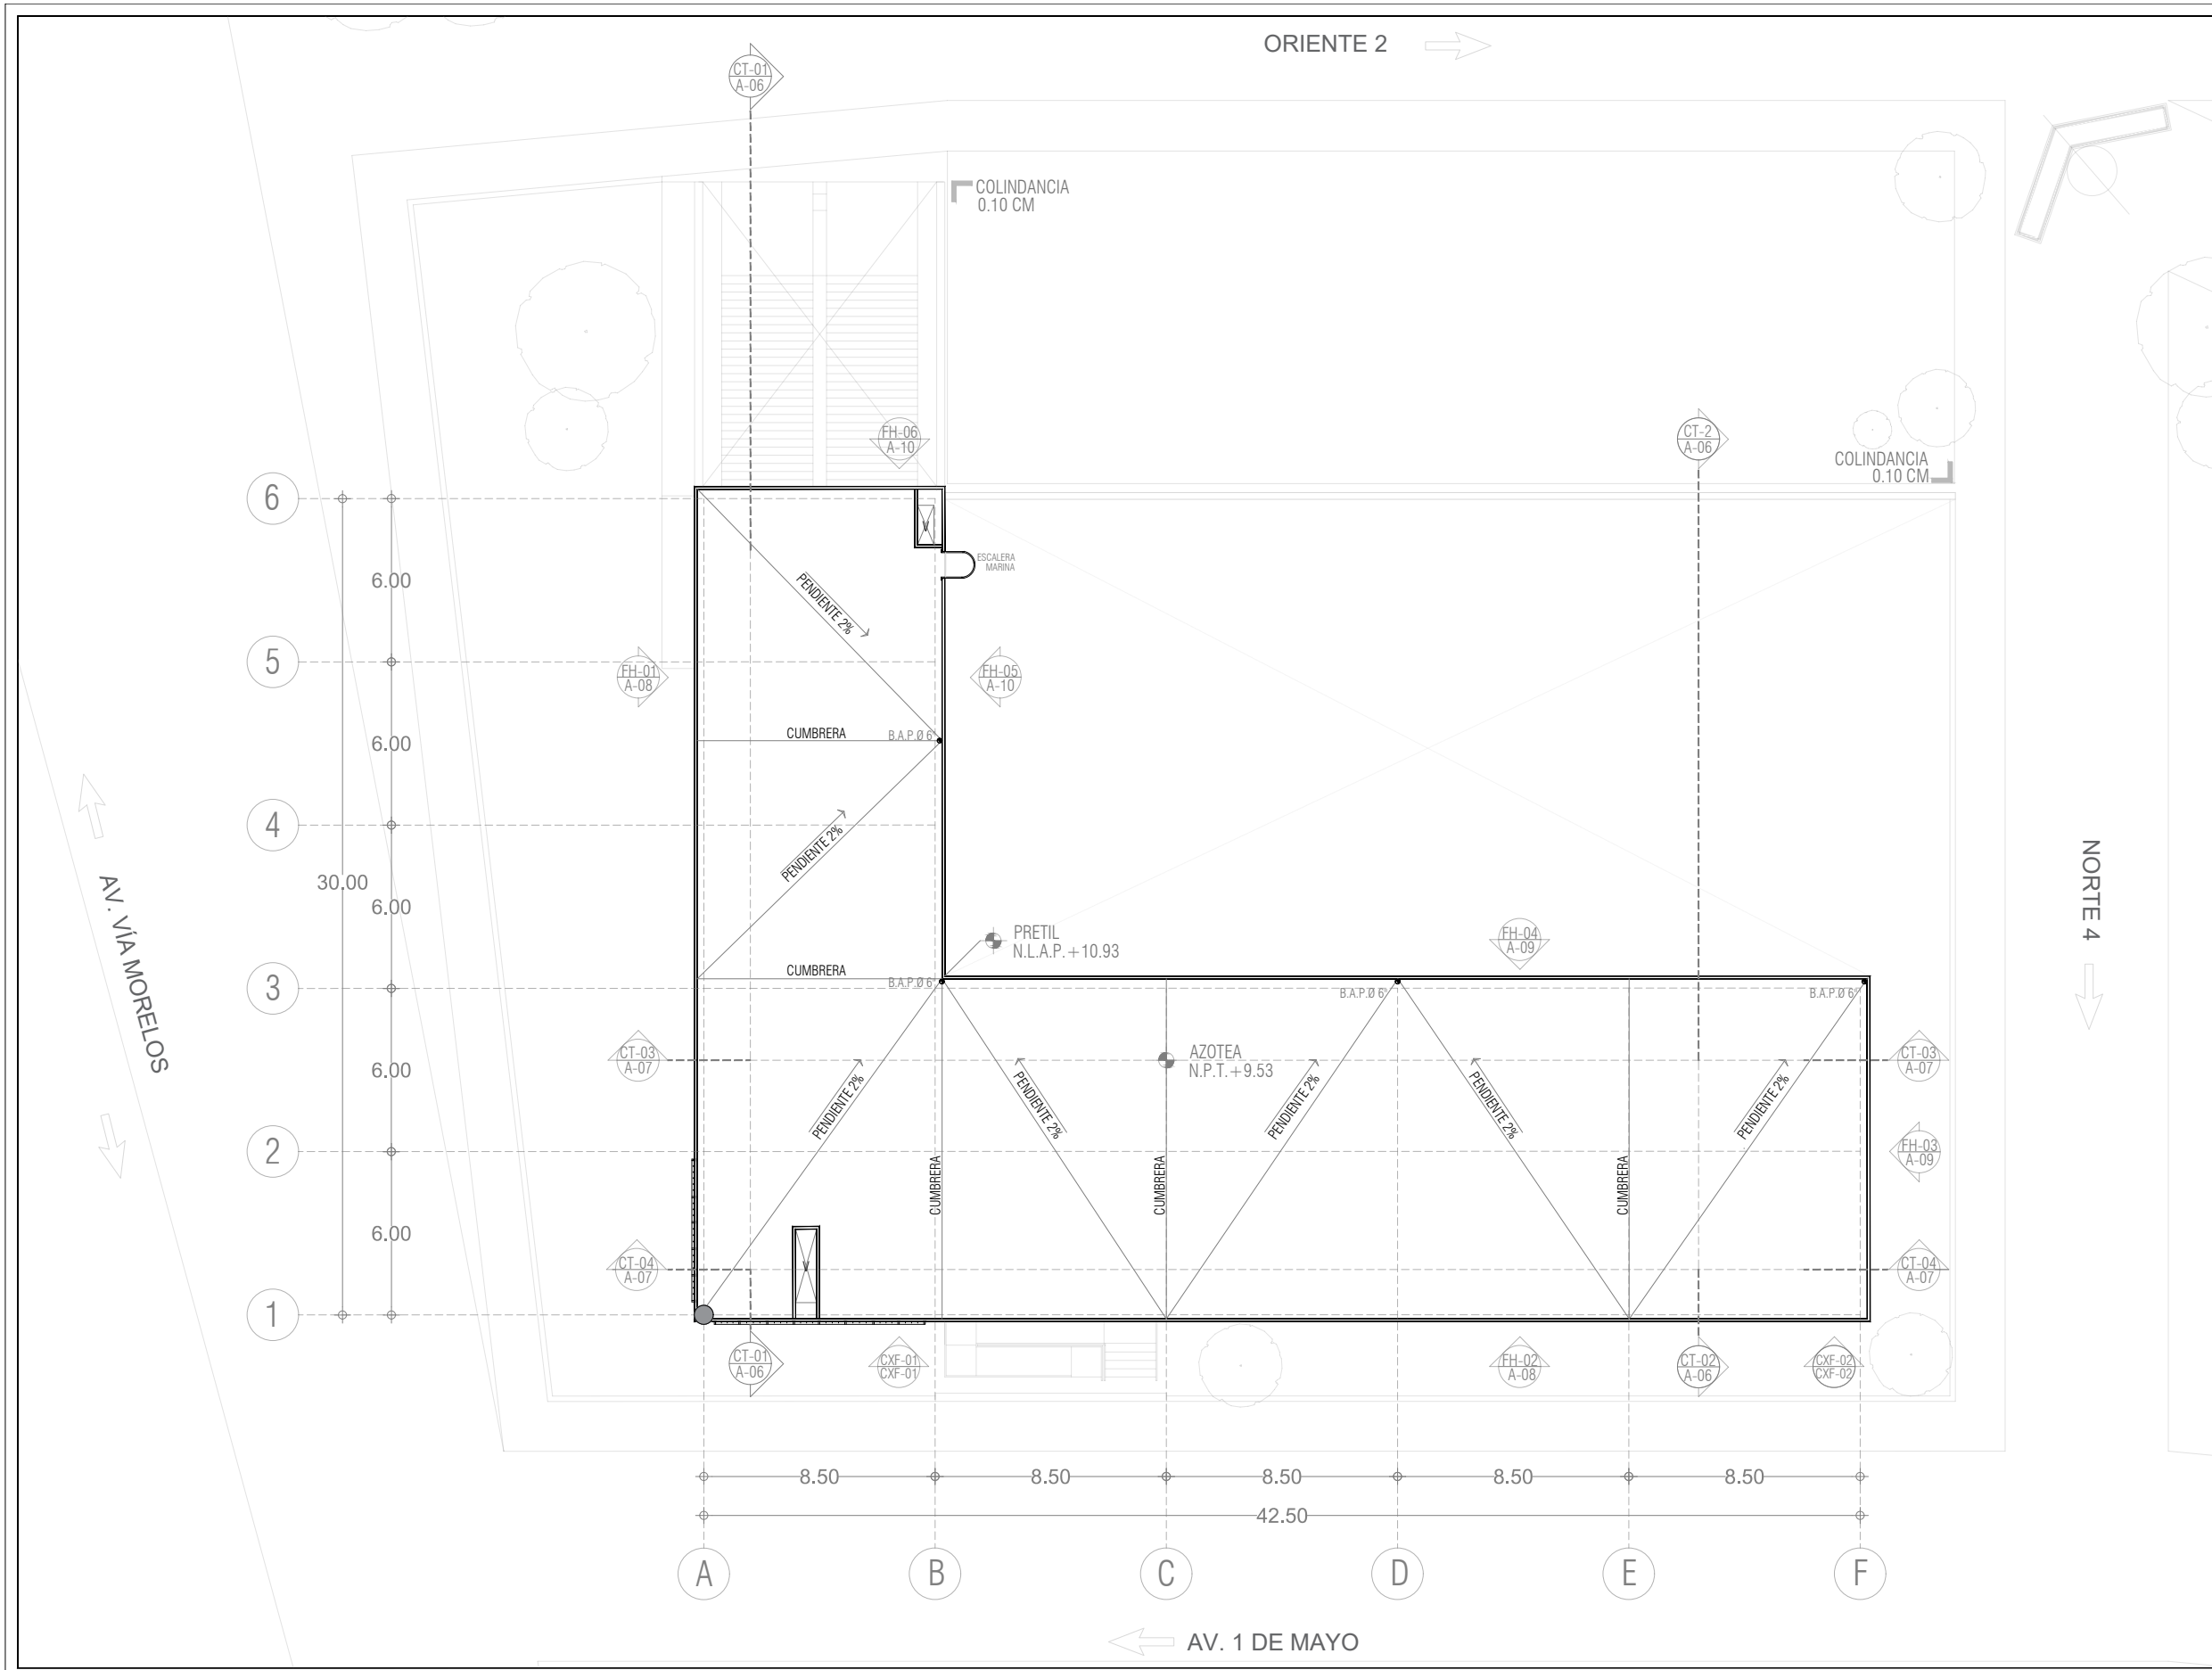 ORIENTE 2
CT-01
A-06
COLINDANCIA
0.10 CM
FH-06
A-10
CT-2
A-06
COLINDANCIA
0.10 CM
6
ESCALERA
MARINA
6.00
PENDIENTE 2%
5
FH-01
A-08
FH-05
A-10
CUMBRERA
B.A.P.Ø 6"
6.00
4
PENDIENTE 2%
30.00
6.00
AV. VÍA MORELOS
NORTE 4
PRETIL
N.L.A.P.+10.93
FH-04
A-09
CUMBRERA
B.A.P.Ø 6"
B.A.P.Ø 6"
B.A.P.Ø 6"
3
CT-03
A-07
6.00
AZOTEA
N.P.T.+9.53
CT-03
A-07
PENDIENTE 2%
PENDIENTE 2%
PENDIENTE 2%
PENDIENTE 2%
PENDIENTE 2%
2
FH-03
A-09
CUMBRERA
CUMBRERA
CUMBRERA
6.00
V
V
CT-04
A-07
CT-04
A-07
1
CT-01
A-06
CXF-01
CXF-01
FH-02
A-08
CT-02
A-06
CXF-02
CXF-02
8.50
8.50
8.50
8.50
8.50
42.50
A
B
C
D
E
F
AV. 1 DE MAYO